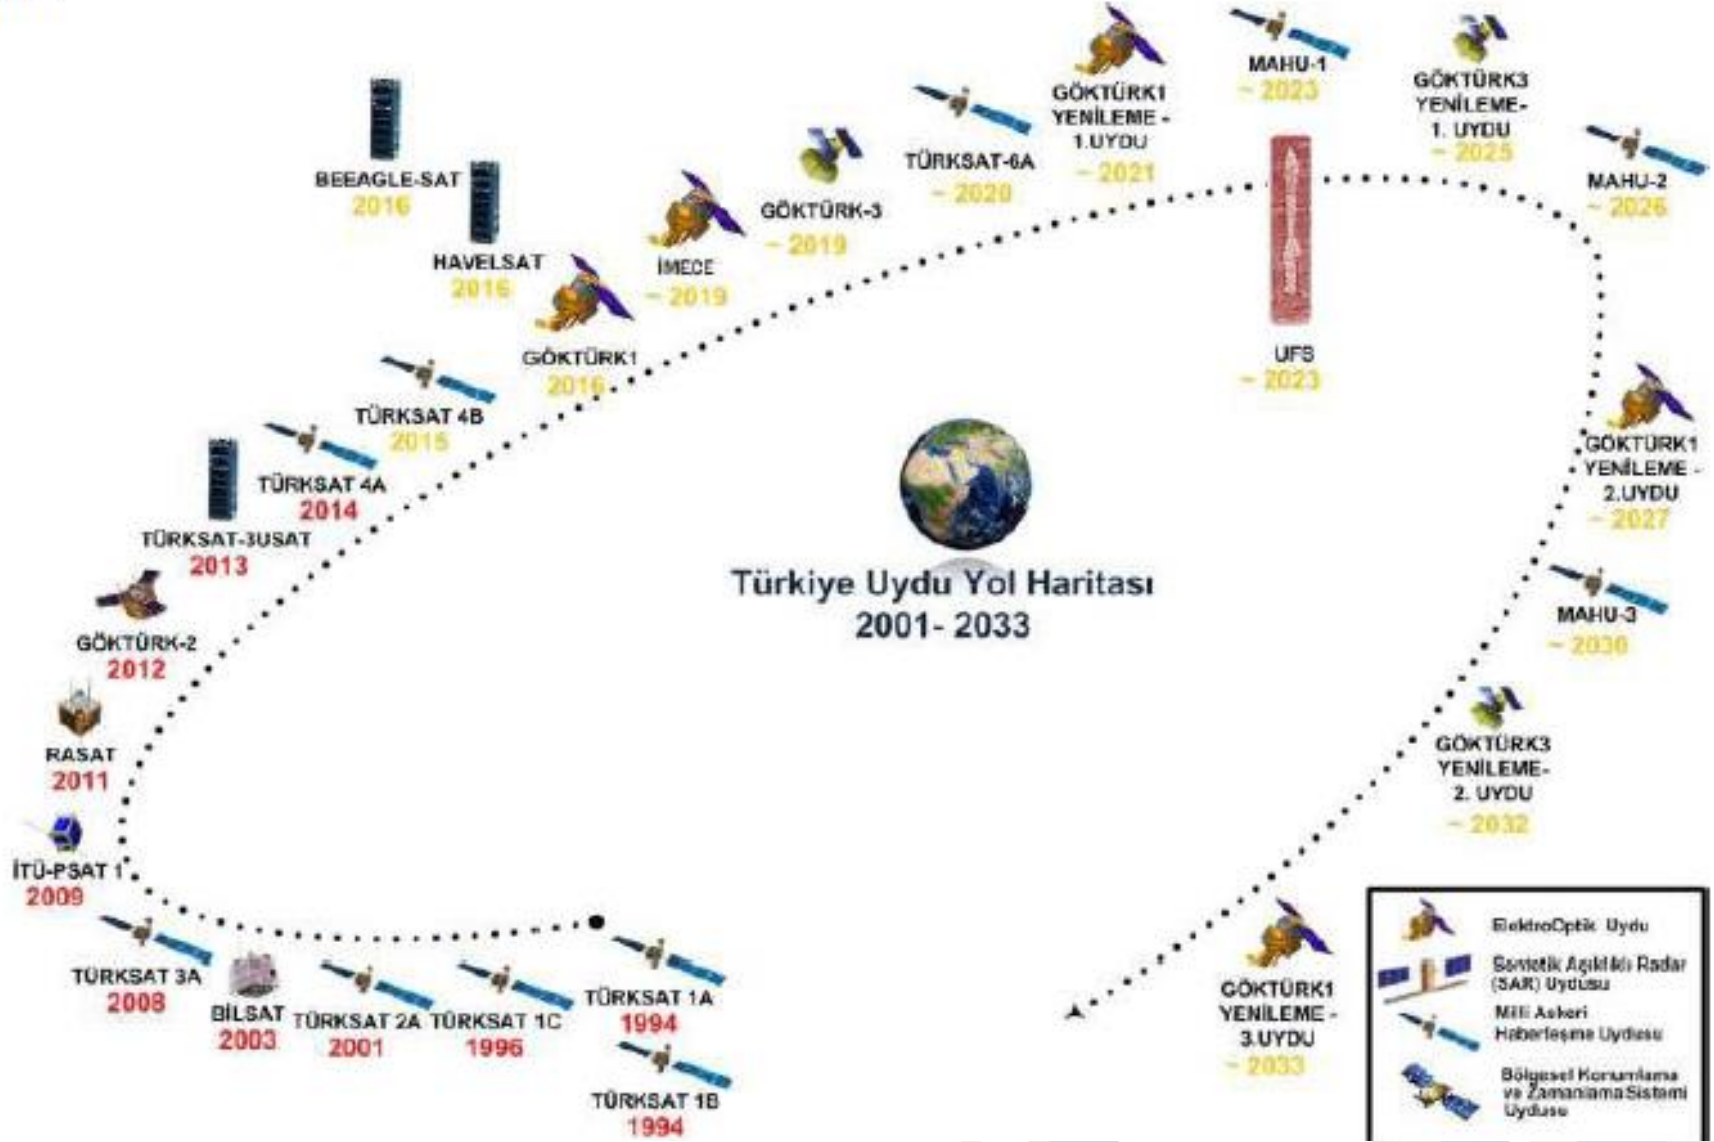 BEEAGLE-SAT
2016
HAVELSAT
2016
GÖKTÜRK1
2016
İMECE
~ 2019
GÖKTÜRK-3
~ 2019
TÜRKSAT-6A
~ 2020
GÖKTÜRK1
YENİLEME -
1.UYDU
~ 2021
MAHU-1
~ 2023
GÖKTÜRK3
YENİLEME-
1. UYDU
~ 2025
MAHU-2
~ 2026
UFS
~ 2023
GÖKTÜRK1
YENİLEME -
2.UYDU
~ 2027
MAHU-3
~ 2030
GÖKTÜRK3
YENİLEME-
2. UYDU
~ 2032
GÖKTÜRK1
YENİLEME -
3.UYDU
~ 2033
TÜRKSAT 4B
2015
TÜRKSAT 4A
2014
TÜRKSAT-3USAT
2013
GÖKTÜRK-2
2012
RASAT
2011
İTÜ-PSAT 1
2009
TÜRKSAT 3A
2008
BİLSAT
2003
TÜRKSAT 2A
2001
TÜRKSAT 1C
1996
TÜRKSAT 1A
1994
TÜRKSAT 1B
1994
Türkiye Uydu Yol Haritası
2001- 2033
ElektroOptik Uydu
Sentetik Açıklıklı Radar
(SAR) Uydusu
Milli Askeri
Haberleşme Uydusu
Bölgesel Konumlama
ve Zamanlama Sistemi
Uydusu